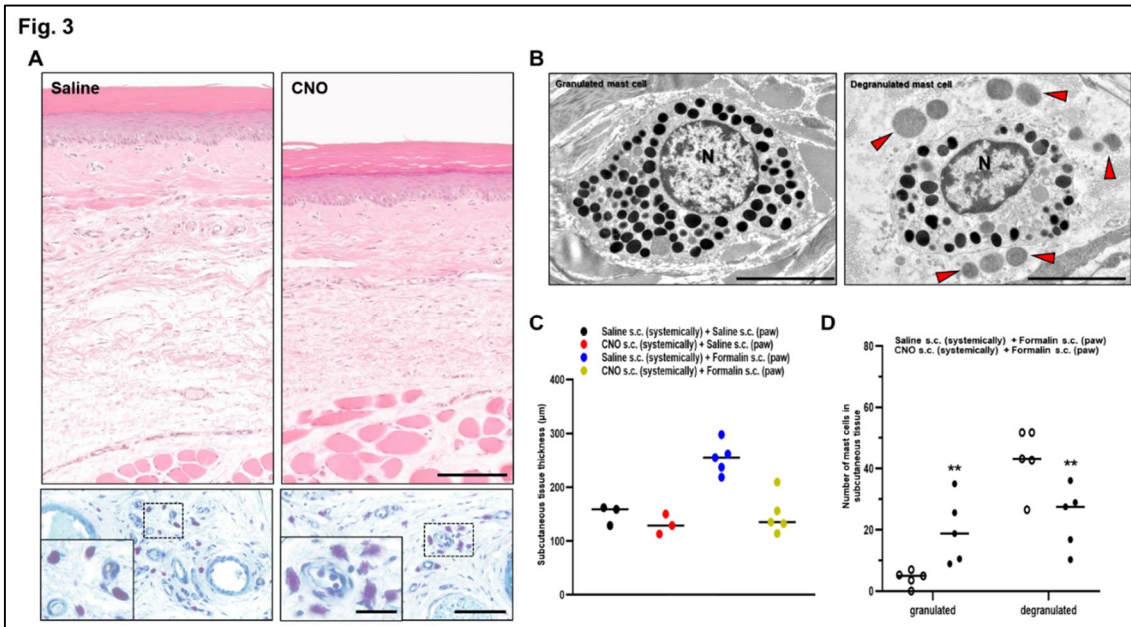 Fig. 3
A
Saline
CNO
B
Granulated mast cell
N
Degranulated mast cell
N
C
Saline s.c. (systemically) + Saline s.c. (paw)
CNO s.c. (systemically) + Saline s.c. (paw)
Saline s.c. (systemically) + Formalin s.c. (paw)
CNO s.c. (systemically) + Formalin s.c. (paw)
Subcutaneous tissue thickness (µm)
400
300
200
100
0
D
Saline s.c. (systemically) + Formalin s.c. (paw)
CNO s.c. (systemically) + Formalin s.c. (paw)
Number of mast cells in
subcutaneous tissue
80
60
40
20
0
**
**
granulated
degranulated